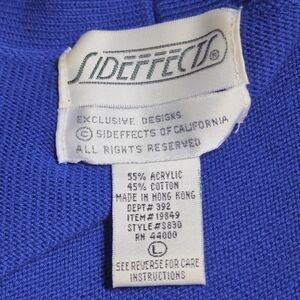 SIDEFFECTS®
EXCLUSIVE DESIGNS
© SIDEFFECTS OF CALIFORNIA
ALL RIGHTS RESERVED
55% ACRYLIC
45% COTTON
MADE IN HONG KONG
DEPT# 392
ITEM# 19849
STYLE# S830
RN 44000
L
SEE REVERSE FOR CARE
INSTRUCTIONS